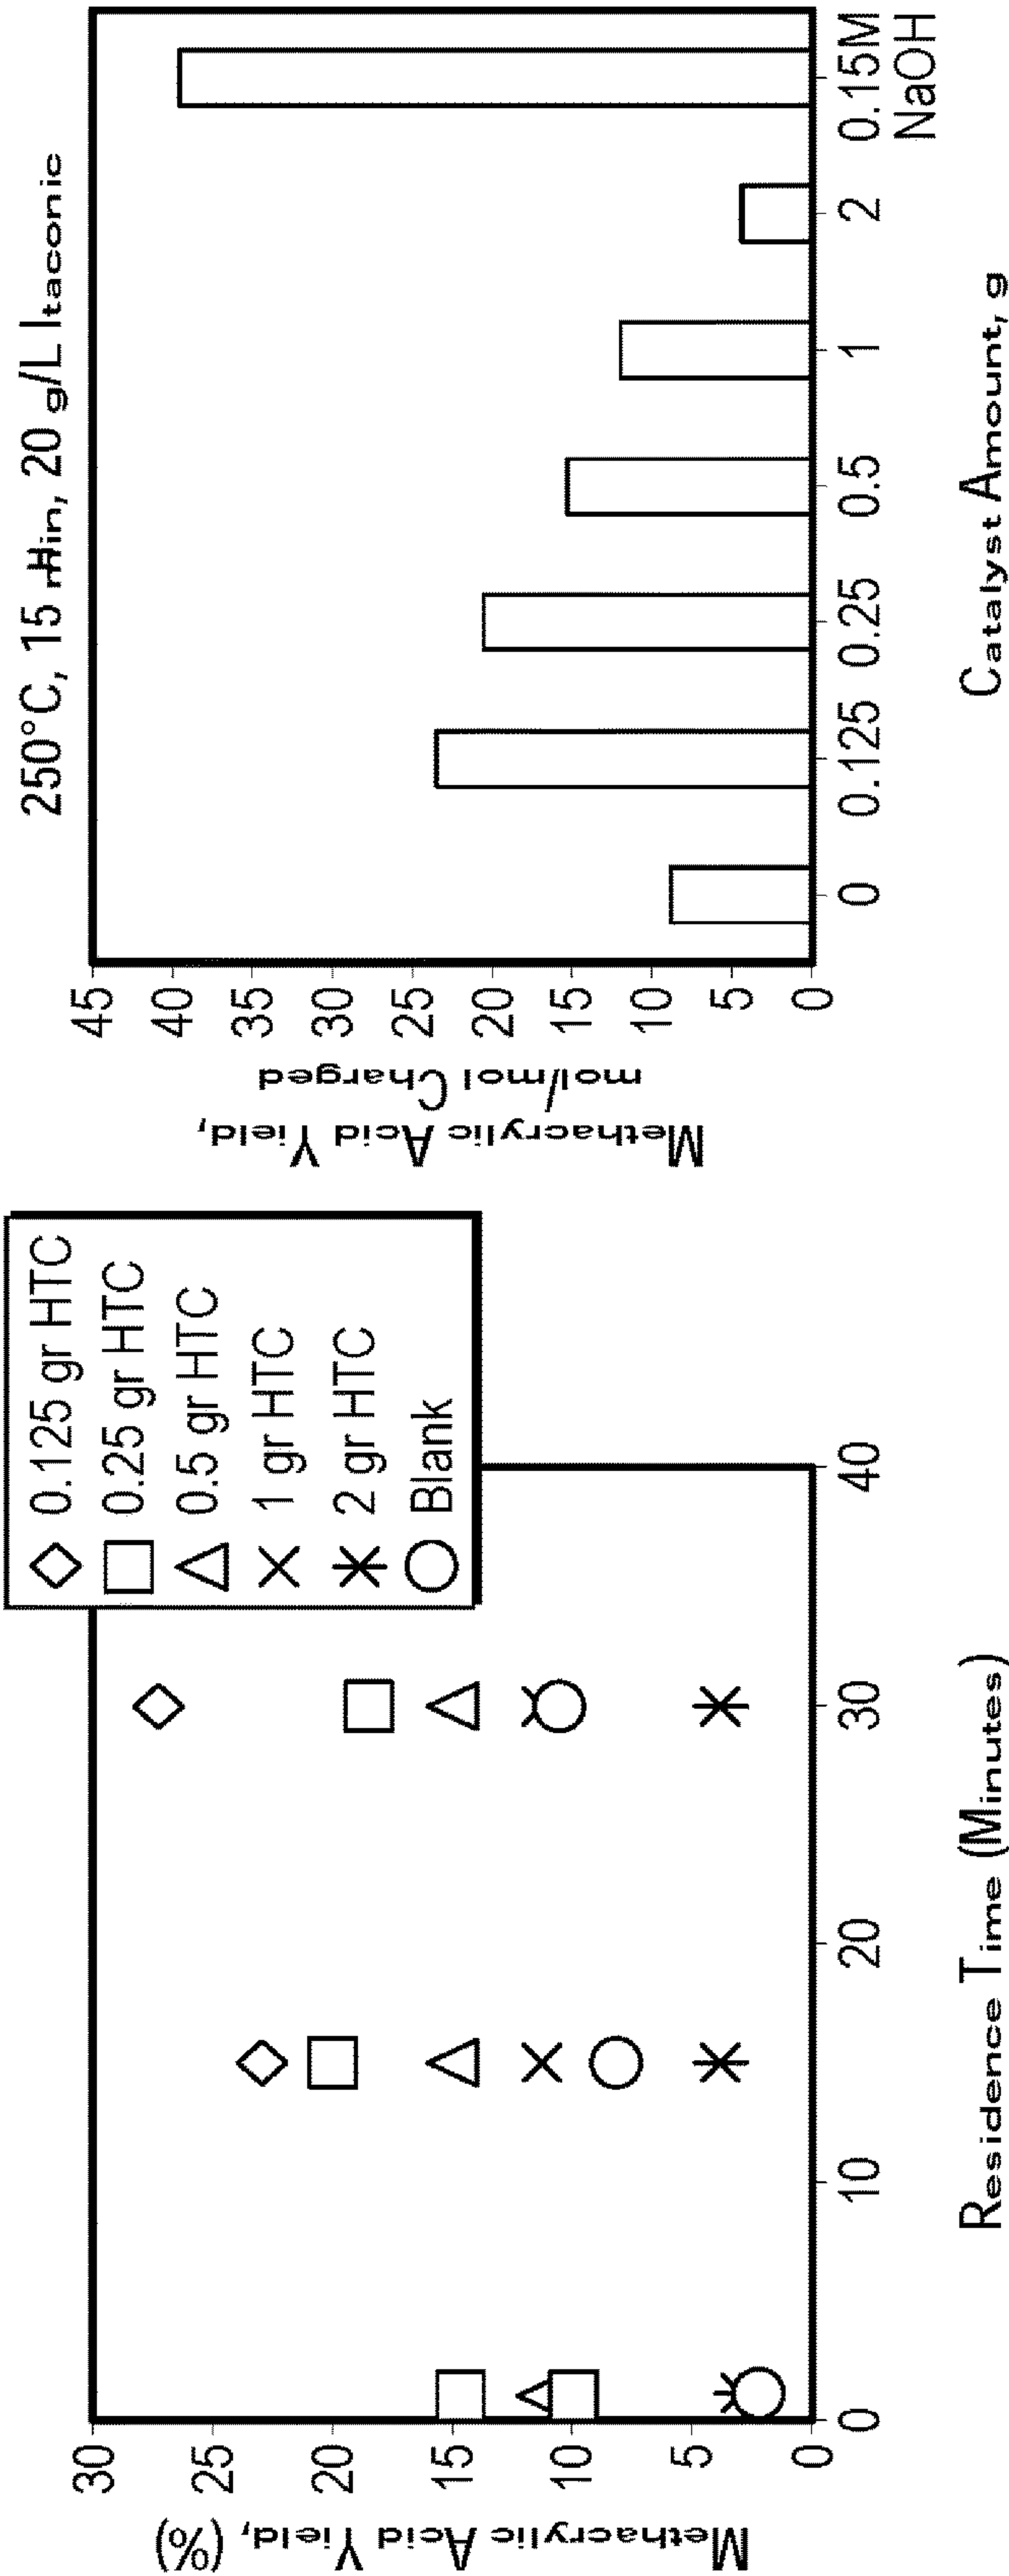 Methacrylic Acid Yield, (%)
30
25
20
15
10
5
0
0
10
20
30
40
Residence Time (Minutes)
0.125 gr HTC
0.25 gr HTC
0.5 gr HTC
1 gr HTC
2 gr HTC
Blank
250°C, 15 min, 20 g/L Itaconic
Methacrylic Acid Yield,
mol/mol Charged
45
40
35
30
25
20
15
10
5
0
0
0.125
0.25
0.5
1
2
0.15M
NaOH
Catalyst Amount, g